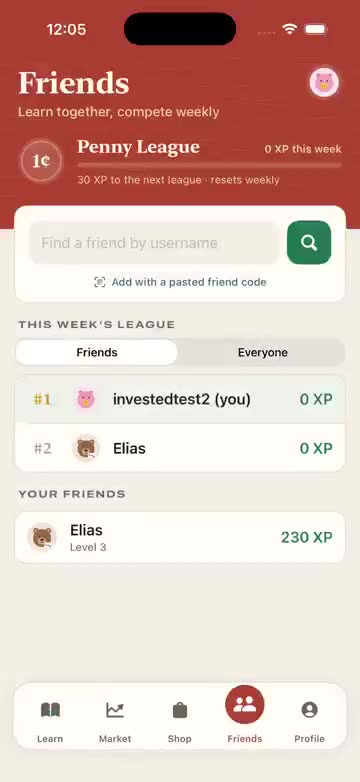 12:05
Friends
Learn together, compete weekly
1¢
Penny League
0 XP this week
30 XP to the next league · resets weekly
Find a friend by username
Add with a pasted friend code
THIS WEEK'S LEAGUE
Friends
Everyone
#1 investedtest2 (you) 0 XP
#2 Elias 0 XP
YOUR FRIENDS
Elias
Level 3
230 XP
Learn Market Shop Friends Profile